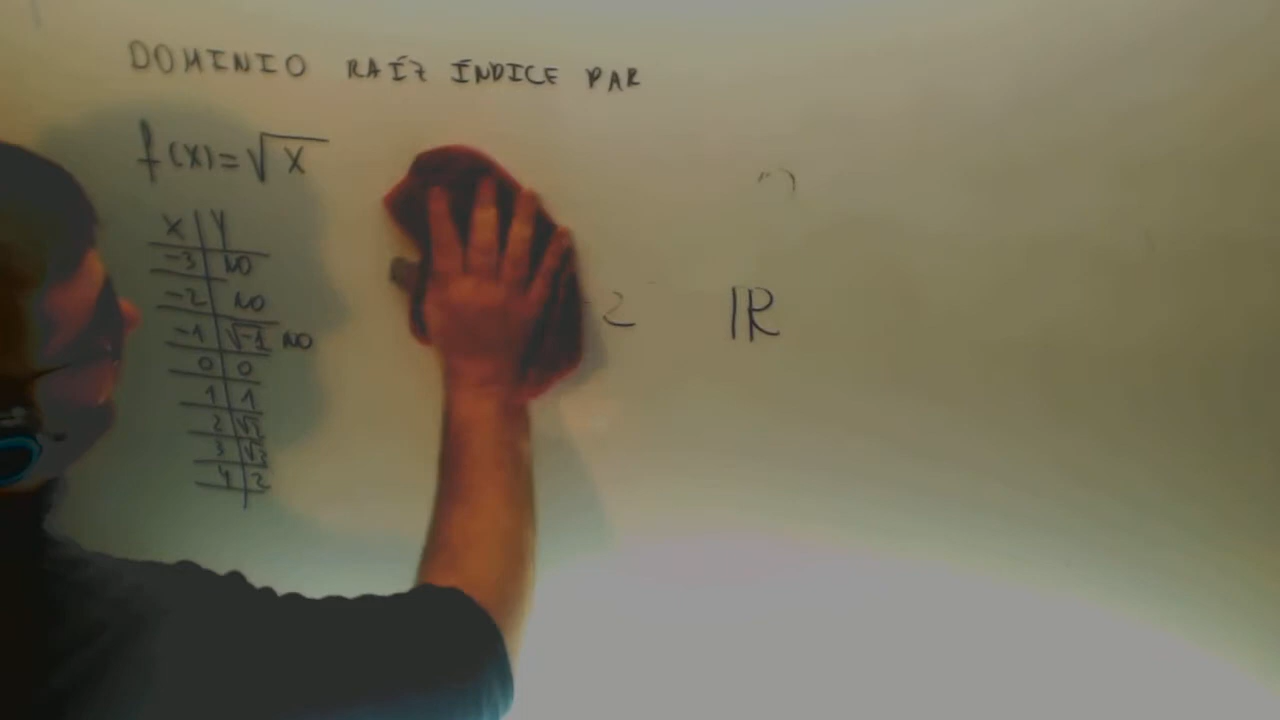 DOMINIO RAÍZ ÍNDICE PAR
f(x)=√x
X Y
-3 NO
-2 NO
-1 √-1 NO
0 0
1 1
2 √2
3 √3
4 2
2 ℝ